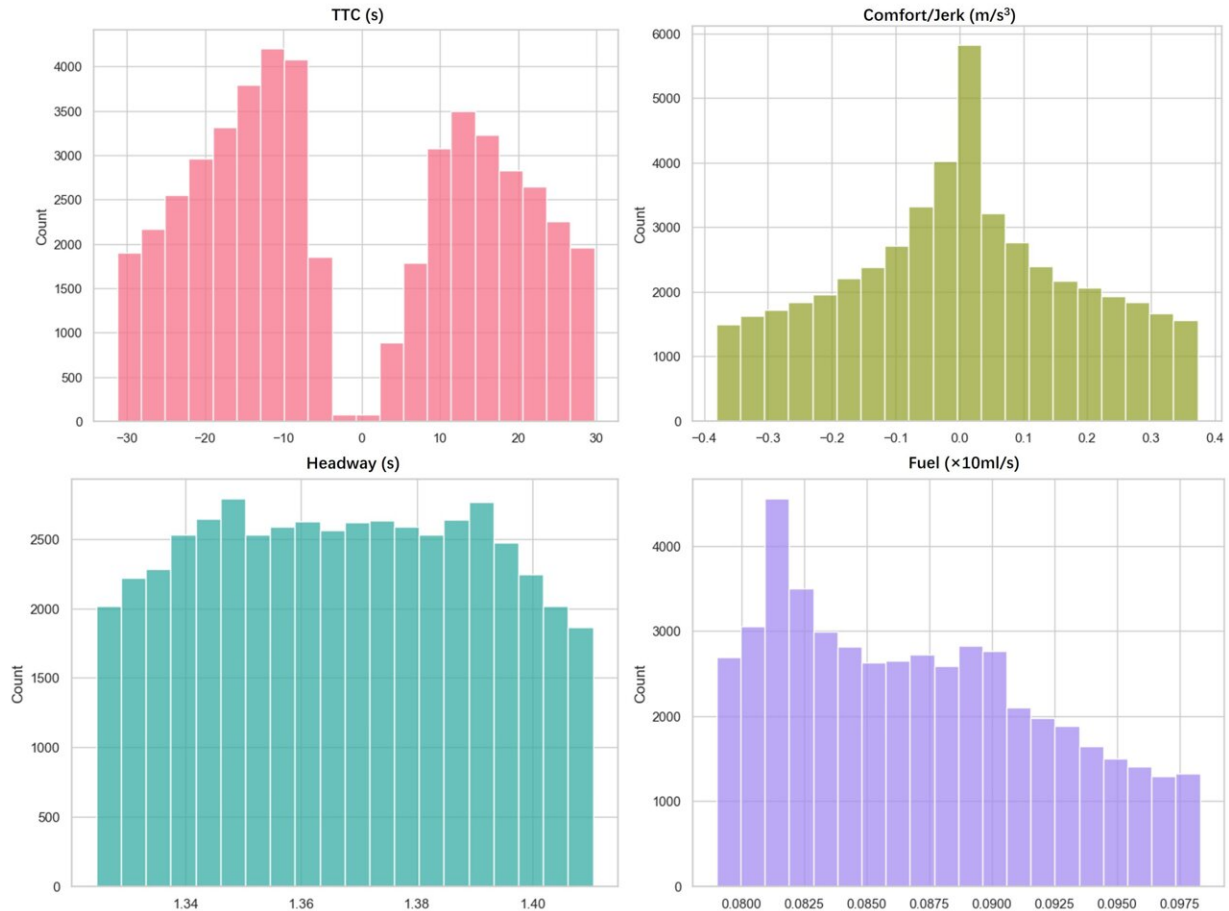 TTC (s)
Count
4000
3500
3000
2500
2000
1500
1000
500
0
−30 −20 −10 0 10 20 30
Comfort/Jerk (m/s³)
Count
6000
5000
4000
3000
2000
1000
0
−0.4 −0.3 −0.2 −0.1 0.0 0.1 0.2 0.3 0.4
Headway (s)
Count
2500
2000
1500
1000
500
0
1.34 1.36 1.38 1.40
Fuel (×10ml/s)
Count
4000
3000
2000
1000
0
0.0800 0.0825 0.0850 0.0875 0.0900 0.0925 0.0950 0.0975